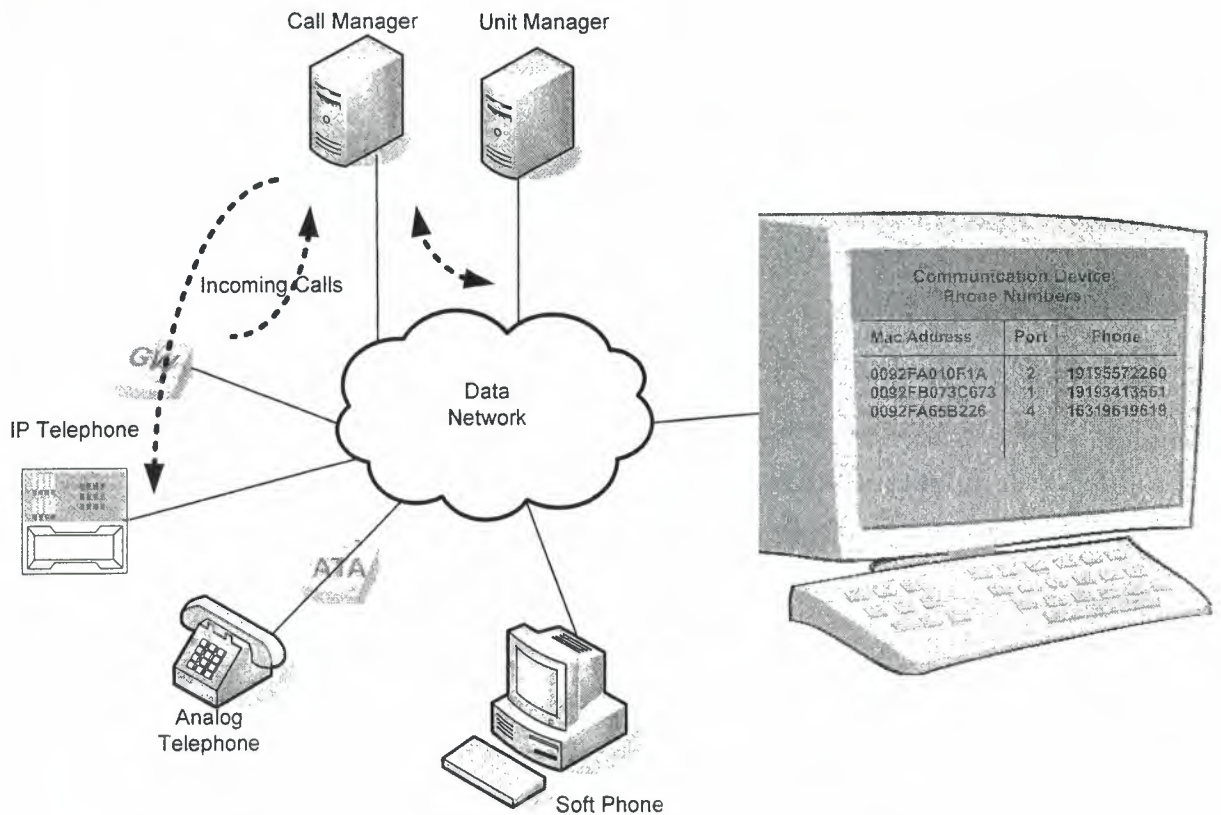 Call Manager
Unit Manager
Incoming Calls
GW
IP Telephone
Data
Network
ATA
Analog
Telephone
Soft Phone
Communication Device
Phone Numbers
Mac Address Port Phone
0092FA010F1A 2 19195572260
0092FB073C673 1 19193413561
0092FA65B226 4 16319619619